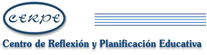 CERPE
Centro de Reflexión y Planificación Educativa